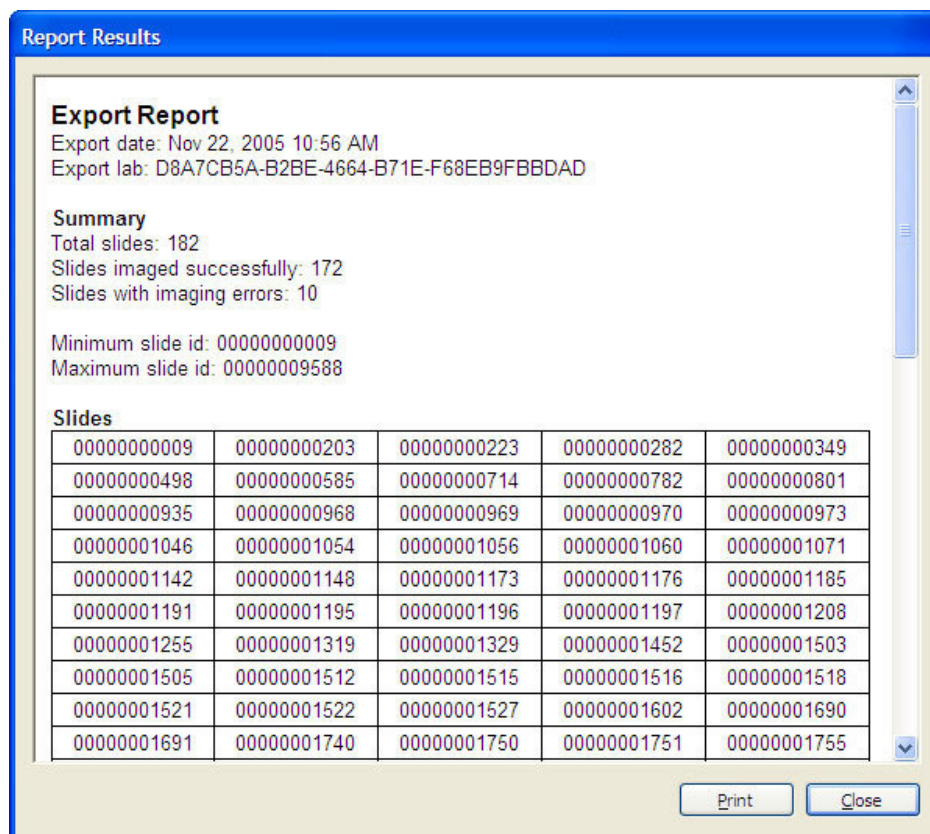 Report Results
Export Report
Export date: Nov 22, 2005 10:56 AM
Export lab: D8A7CB5A-B2BE-4664-B71E-F68EB9FBBDAD
Summary
Total slides: 182
Slides imaged successfully: 172
Slides with imaging errors: 10
Minimum slide id: 00000000009
Maximum slide id: 00000009588
Slides
00000000009 00000000203 00000000223 00000000282 00000000349
00000000498 00000000585 00000000714 00000000782 00000000801
00000000935 00000000968 00000000969 00000000970 00000000973
00000001046 00000001054 00000001056 00000001060 00000001071
00000001142 00000001148 00000001173 00000001176 00000001185
00000001191 00000001195 00000001196 00000001197 00000001208
00000001255 00000001319 00000001329 00000001452 00000001503
00000001505 00000001512 00000001515 00000001516 00000001518
00000001521 00000001522 00000001527 00000001602 00000001690
00000001691 00000001740 00000001750 00000001751 00000001755
Print Close